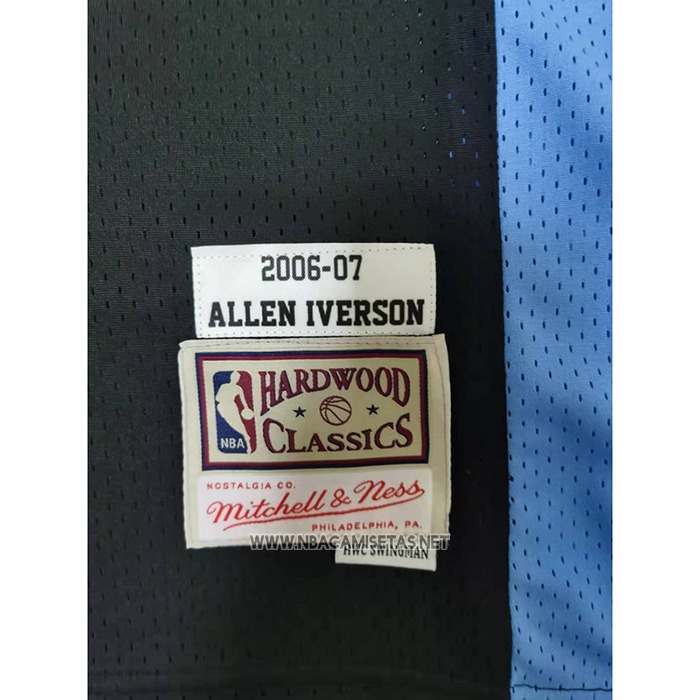 2006-07
ALLEN IVERSON
HARDWOOD
CLASSICS
NBA
NOSTALGIA CO.
Mitchell & Ness
PHILADELPHIA, PA.
WWW.NBACAMISETAS.NET
HWC SWINGMAN